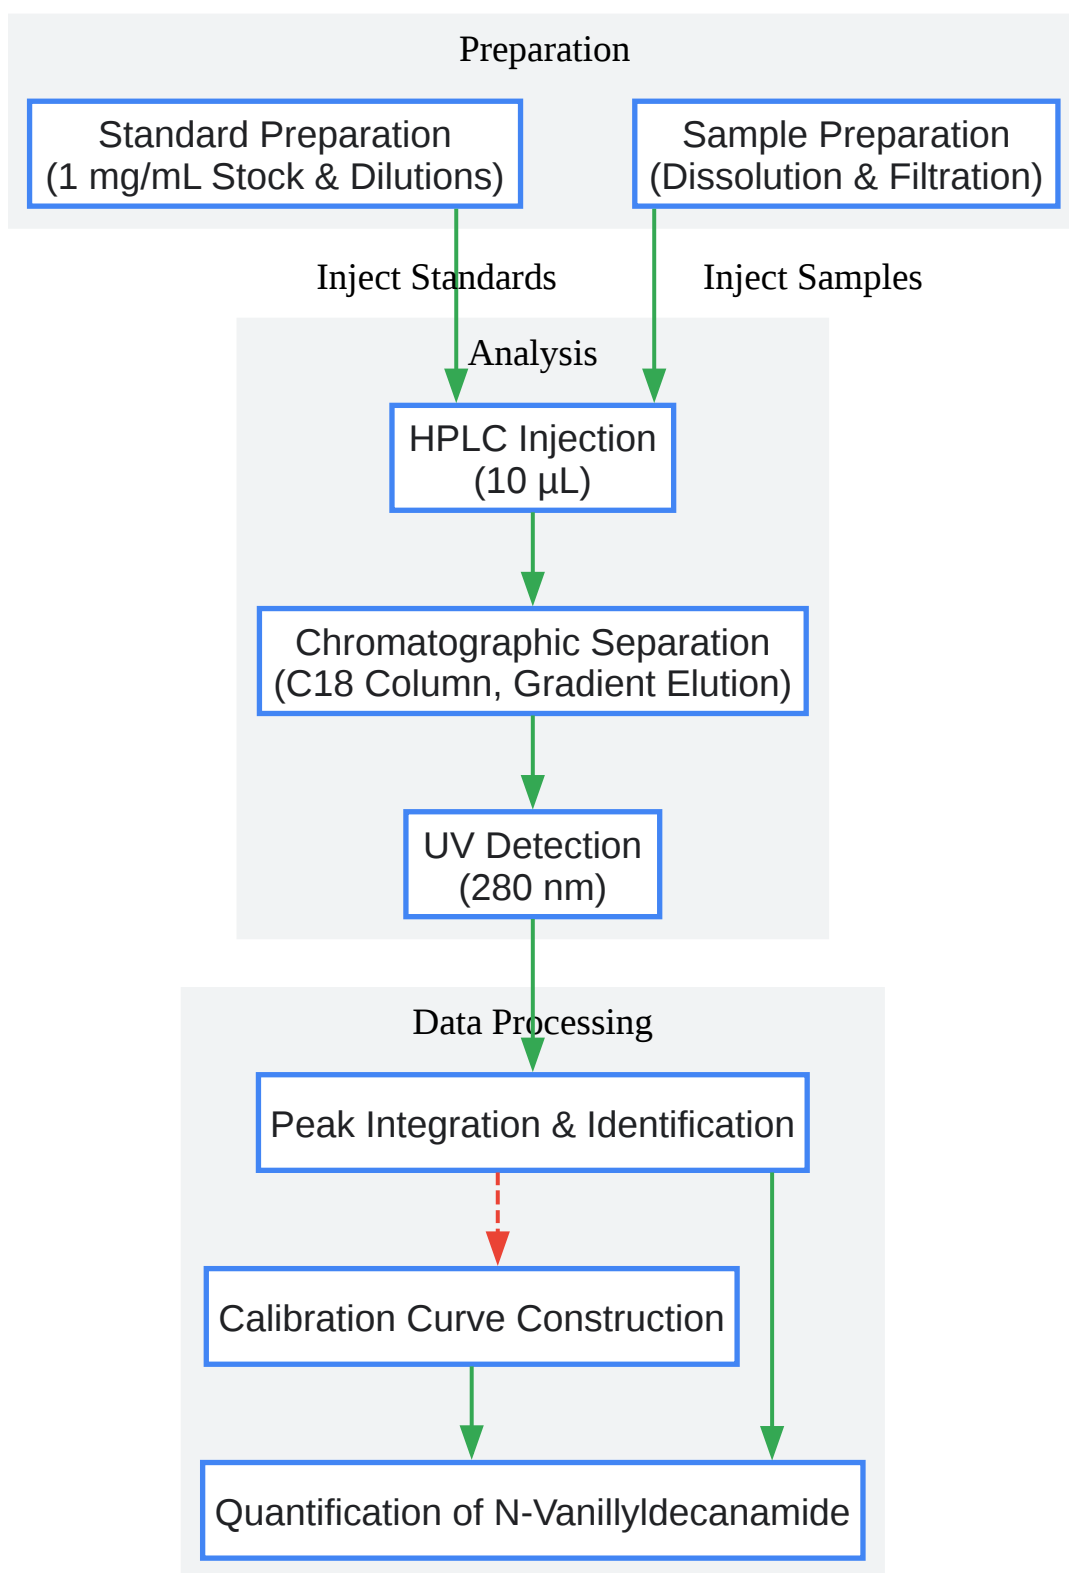 Preparation
Standard Preparation
(1 mg/mL Stock & Dilutions)
Sample Preparation
(Dissolution & Filtration)
Inject Standards
Inject Samples
Analysis
HPLC Injection
(10 µL)
Chromatographic Separation
(C18 Column, Gradient Elution)
UV Detection
(280 nm)
Data Processing
Peak Integration & Identification
Calibration Curve Construction
Quantification of N-Vanillyldecanamide